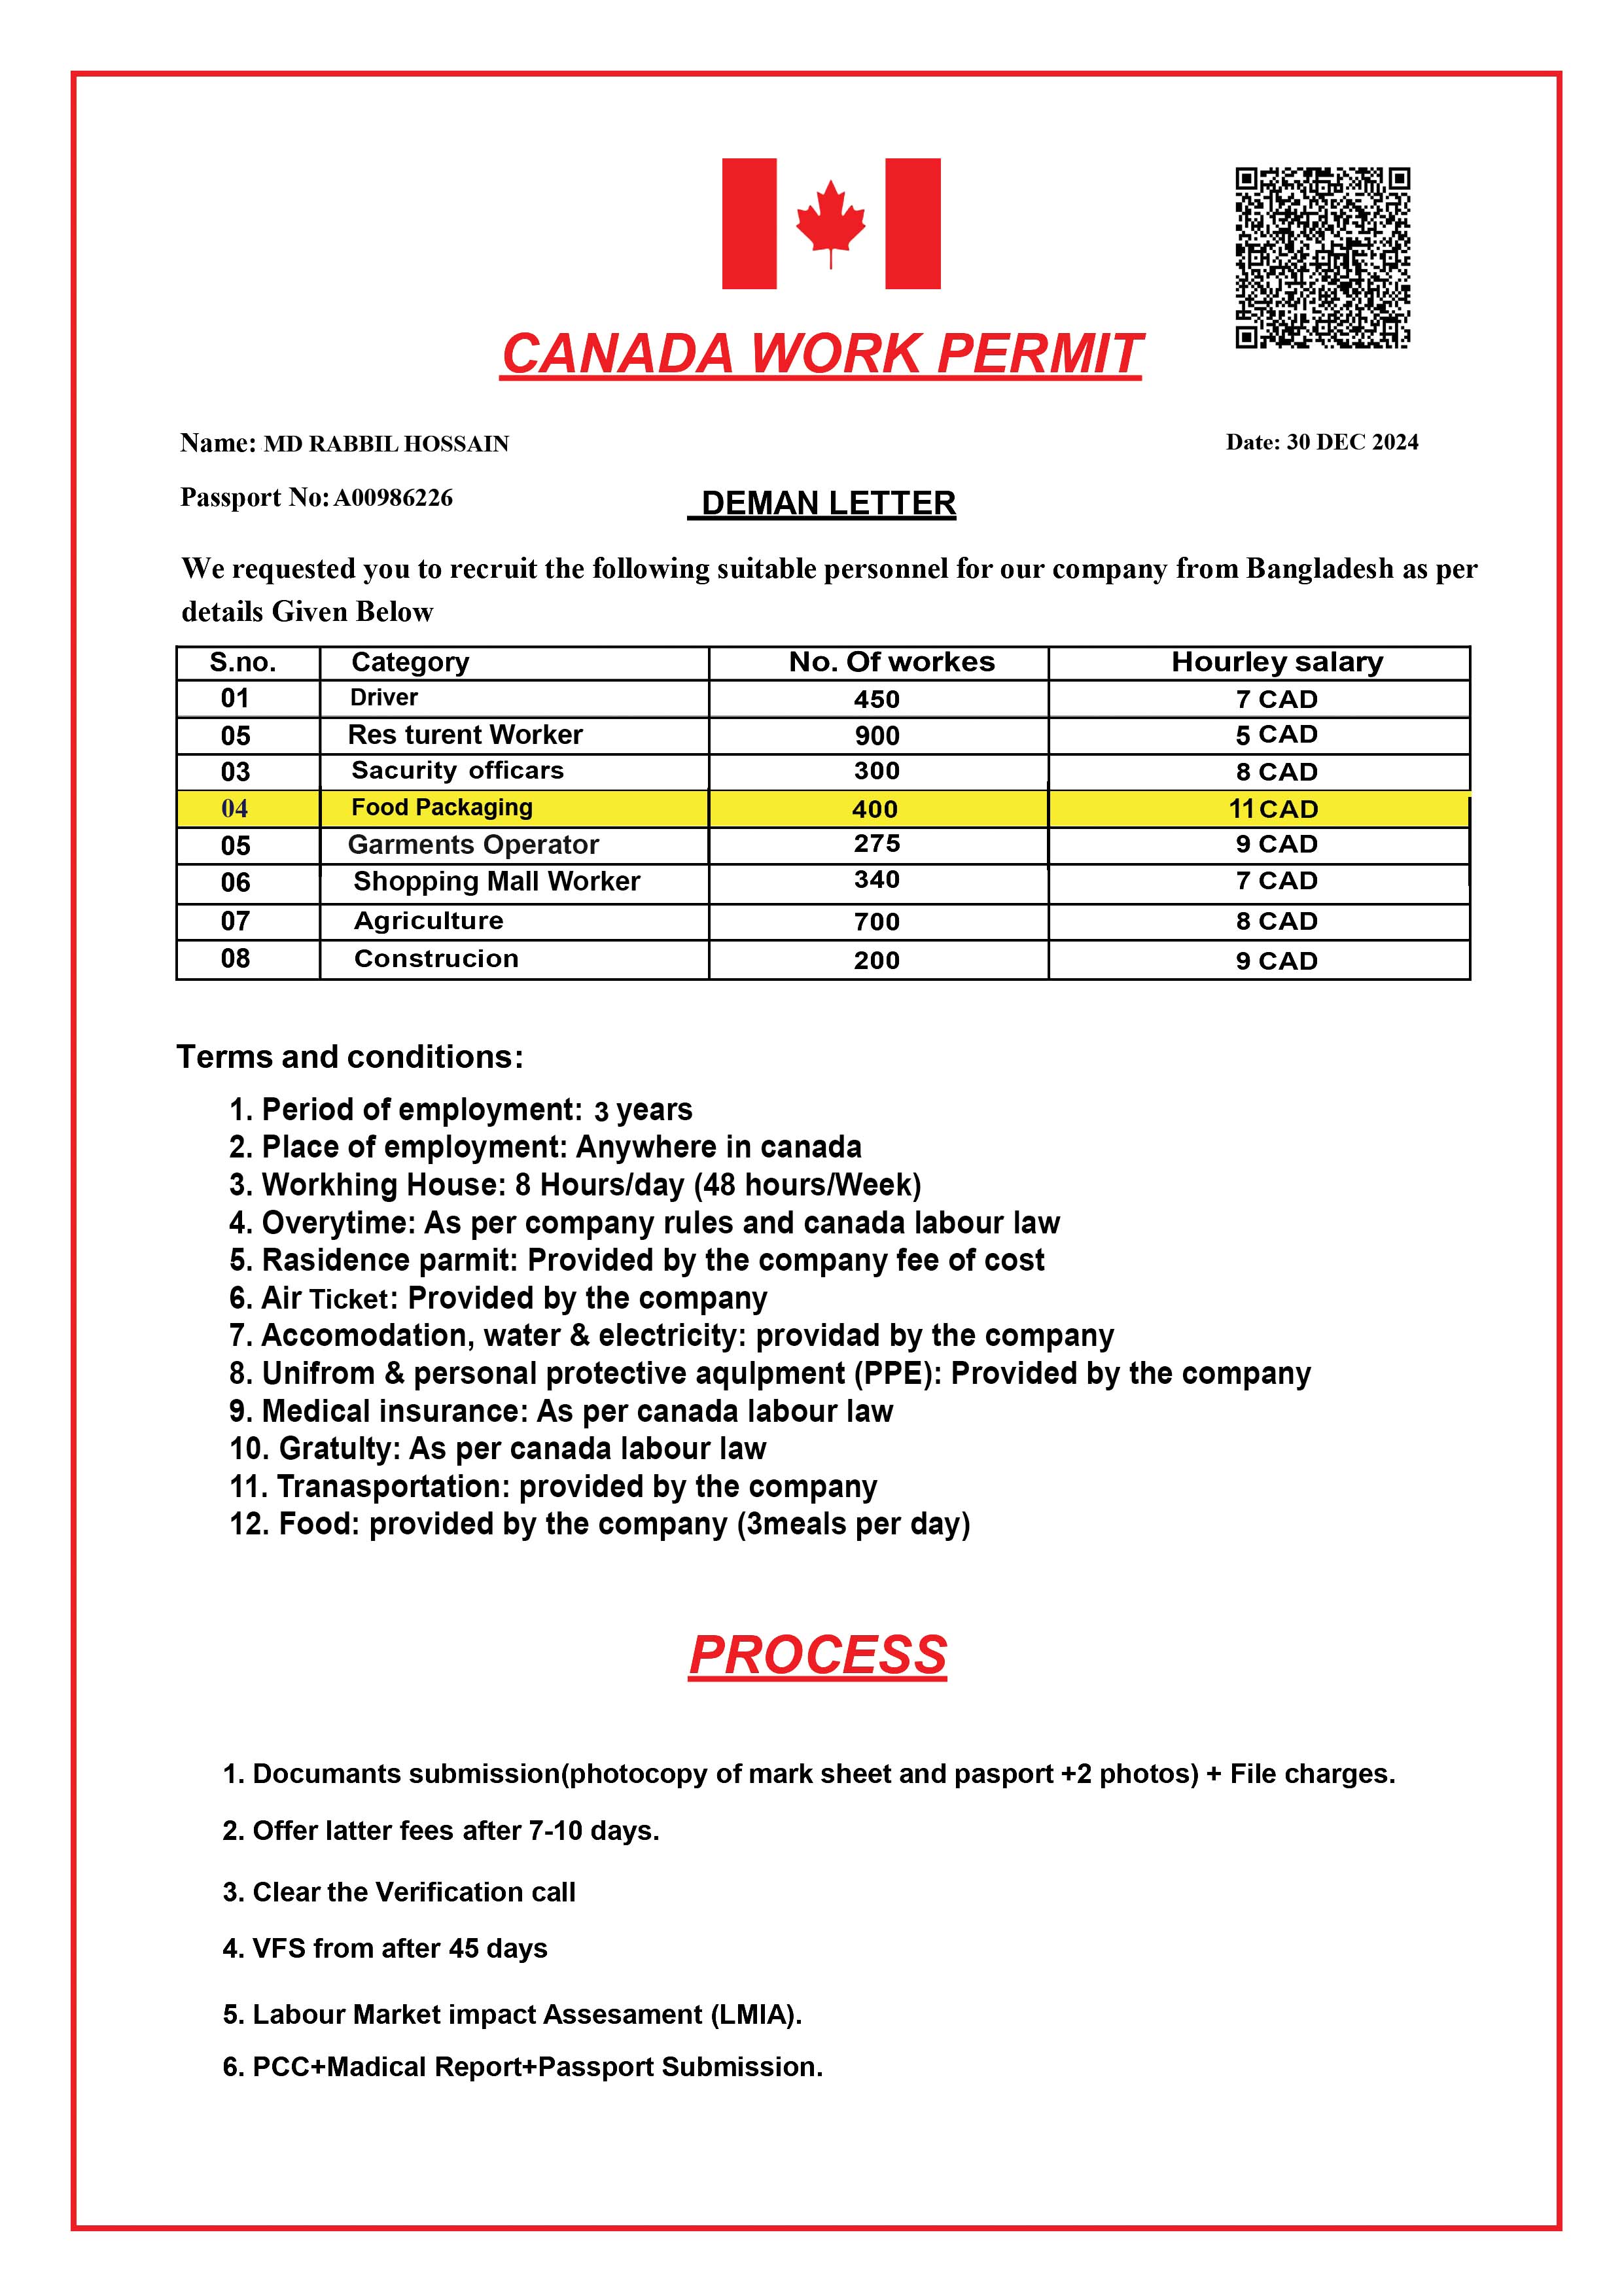 CANADA WORK PERMIT
Name: MD RABBIL HOSSAIN
Date: 30 DEC 2024
Passport No: A00986226
DEMAN LETTER
We requested you to recruit the following suitable personnel for our company from Bangladesh as per
details Given Below
S.no. Category No. Of workes Hourley salary
01 Driver 450 7 CAD
05 Res turent Worker 900 5 CAD
03 Sacurity officars 300 8 CAD
04 Food Packaging 400 11 CAD
05 Garments Operator 275 9 CAD
06 Shopping Mall Worker 340 7 CAD
07 Agriculture 700 8 CAD
08 Construcion 200 9 CAD
Terms and conditions:
1. Period of employment: 3 years
2. Place of employment: Anywhere in canada
3. Workhing House: 8 Hours/day (48 hours/Week)
4. Overytime: As per company rules and canada labour law
5. Rasidence parmit: Provided by the company fee of cost
6. Air Ticket: Provided by the company
7. Accomodation, water & electricity: providad by the company
8. Unifrom & personal protective aqulpment (PPE): Provided by the company
9. Medical insurance: As per canada labour law
10. Gratulty: As per canada labour law
11. Tranasportation: provided by the company
12. Food: provided by the company (3meals per day)
PROCESS
1. Documants submission(photocopy of mark sheet and pasport +2 photos) + File charges.
2. Offer latter fees after 7-10 days.
3. Clear the Verification call
4. VFS from after 45 days
5. Labour Market impact Assesament (LMIA).
6. PCC+Madical Report+Passport Submission.